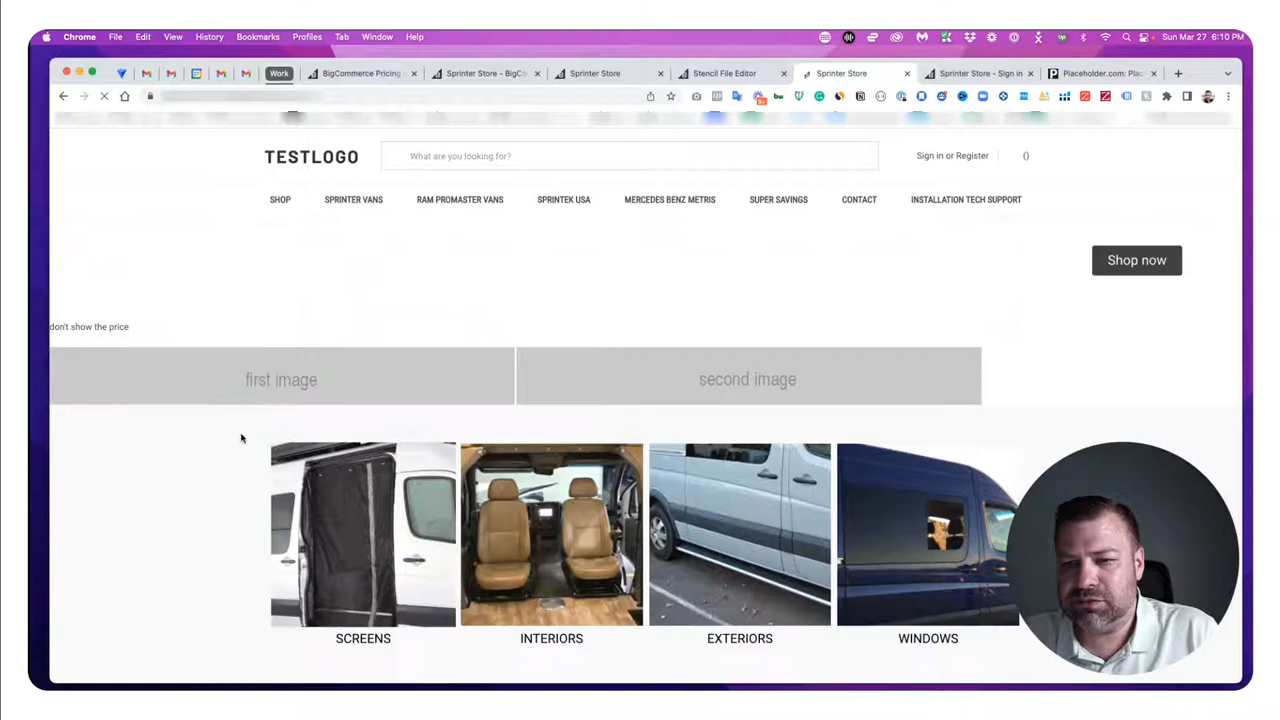 Chrome File Edit View History Bookmarks Profiles Tab Window Help Sun Mar 27 6:10 PM
Work BigCommerce Pricing Sprinter Store - BigCo Sprinter Store Stencil File Editor Sprinter Store Sprinter Store - Sign in Placeholder.com: Plac
TESTLOGO What are you looking for? Sign in or Register ()
SHOP SPRINTER VANS RAM PROMASTER VANS SPRINTEK USA MERCEDES BENZ METRIS SUPER SAVINGS CONTACT INSTALLATION TECH SUPPORT
Shop now
don't show the price
first image second image
SCREENS INTERIORS EXTERIORS WINDOWS